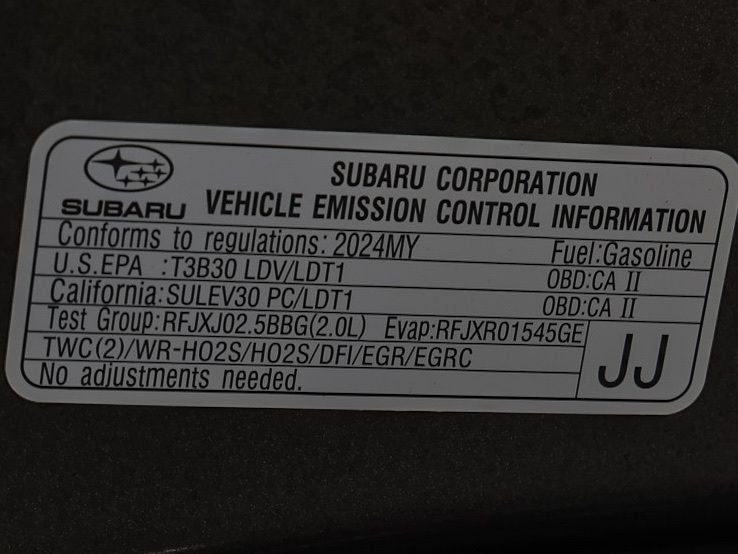 SUBARU CORPORATION
SUBARU VEHICLE EMISSION CONTROL INFORMATION
Conforms to regulations: 2024MY Fuel:Gasoline
U.S.EPA :T3B30 LDV/LDT1 OBD:CA II
California:SULEV30 PC/LDT1 OBD:CA II
Test Group:RFJXJ02.5BBG(2.0L) Evap:RFJXR01545GE
TWC(2)/WR-HO2S/HO2S/DFI/EGR/EGRC JJ
No adjustments needed.